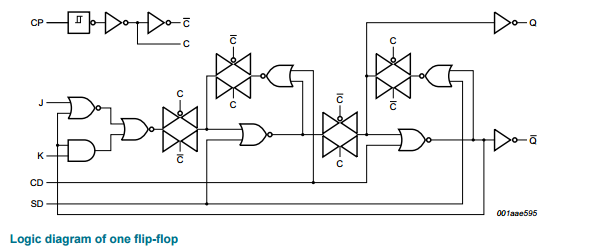 CP
C̅
C
C̅
C
C
C̅
Q
J
C
C̅
C̅
C
K
Q̅
CD
SD
001aae595
Logic diagram of one flip-flop